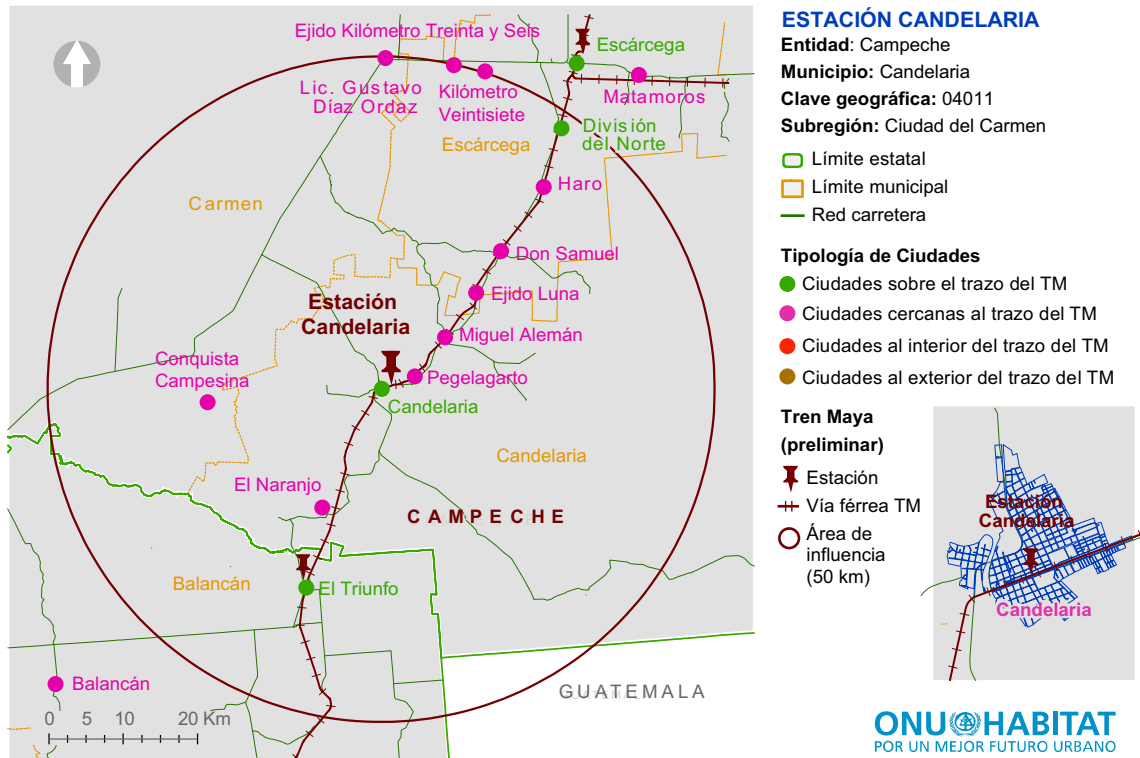 Ejido Kilómetro Treinta y Seis
Escárcega
Lic. Gustavo
Díaz Ordaz
Kilómetro
Veintisiete
Matamoros
División
del Norte
Escárcega
Haro
Carmen
Don Samuel
Ejido Luna
Estación
Candelaria
Miguel Alemán
Conquista
Campesina
Pegelagarto
Candelaria
Candelaria
El Naranjo
CAMPECHE
Balancán
El Triunfo
Balancán
GUATEMALA
0 5 10 20 Km
ESTACIÓN CANDELARIA
Entidad: Campeche
Municipio: Candelaria
Clave geográfica: 04011
Subregión: Ciudad del Carmen
Límite estatal
Límite municipal
Red carretera
Tipología de Ciudades
Ciudades sobre el trazo del TM
Ciudades cercanas al trazo del TM
Ciudades al interior del trazo del TM
Ciudades al exterior del trazo del TM
Tren Maya
(preliminar)
Estación
Vía férrea TM
Área de
influencia
(50 km)
Estación
Candelaria
Candelaria
ONU HABITAT
POR UN MEJOR FUTURO URBANO